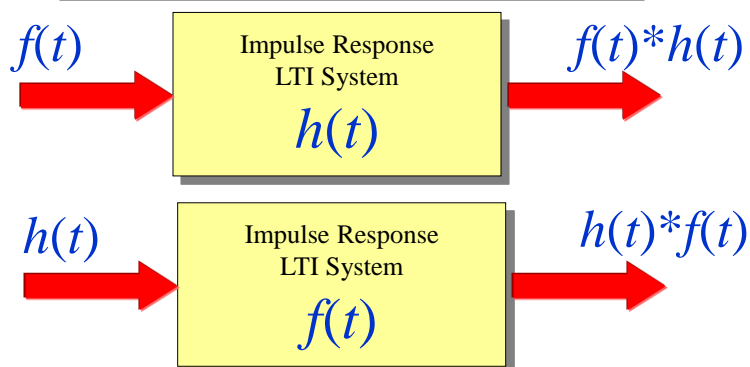 f(t)
Impulse Response
LTI System
h(t)
f(t)*h(t)
h(t)
Impulse Response
LTI System
f(t)
h(t)*f(t)